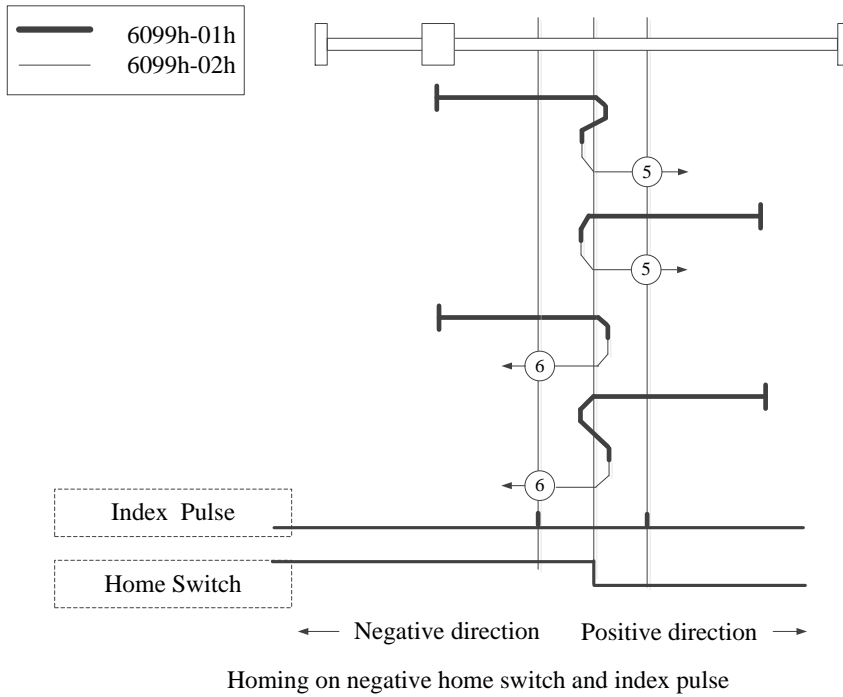 6099h-01h
6099h-02h
5
5
6
6
Index Pulse
Home Switch
Negative direction
Positive direction
Homing on negative home switch and index pulse